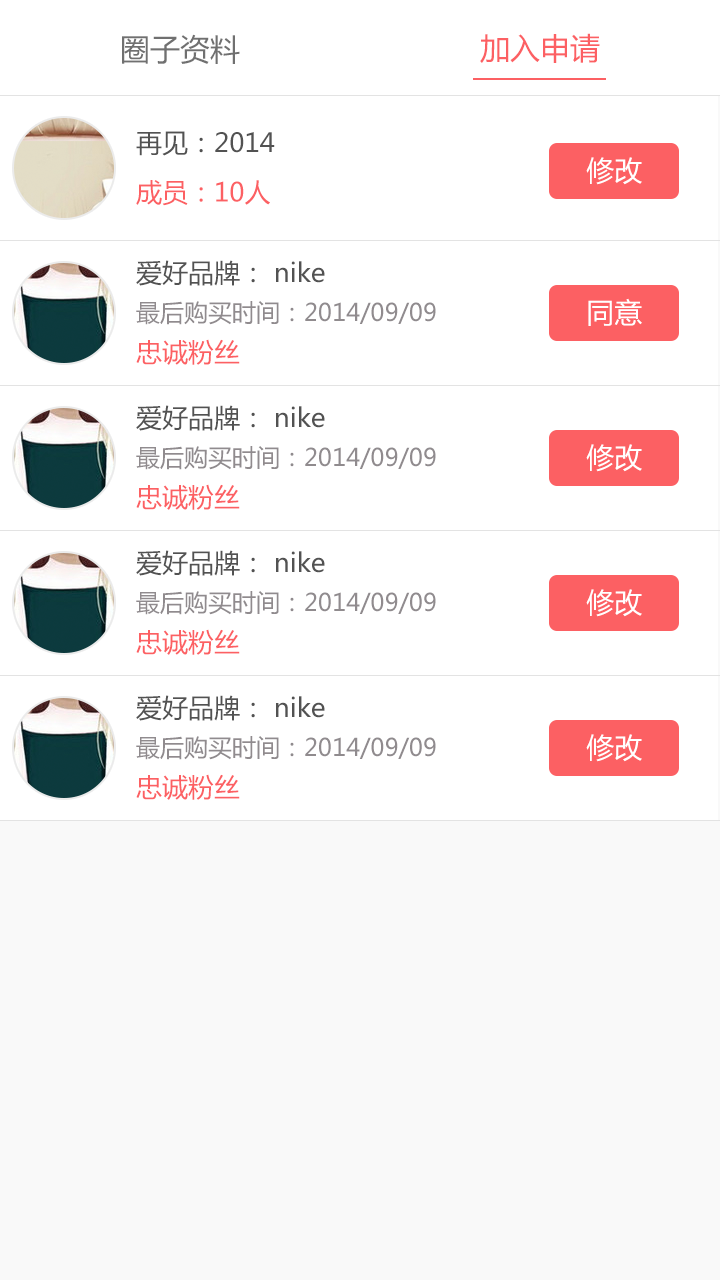 圈子资料 加入申请
再见：2014
成员：10人
修改
爱好品牌： nike
最后购买时间：2014/09/09
忠诚粉丝
同意
爱好品牌： nike
最后购买时间：2014/09/09
忠诚粉丝
修改
爱好品牌： nike
最后购买时间：2014/09/09
忠诚粉丝
修改
爱好品牌： nike
最后购买时间：2014/09/09
忠诚粉丝
修改